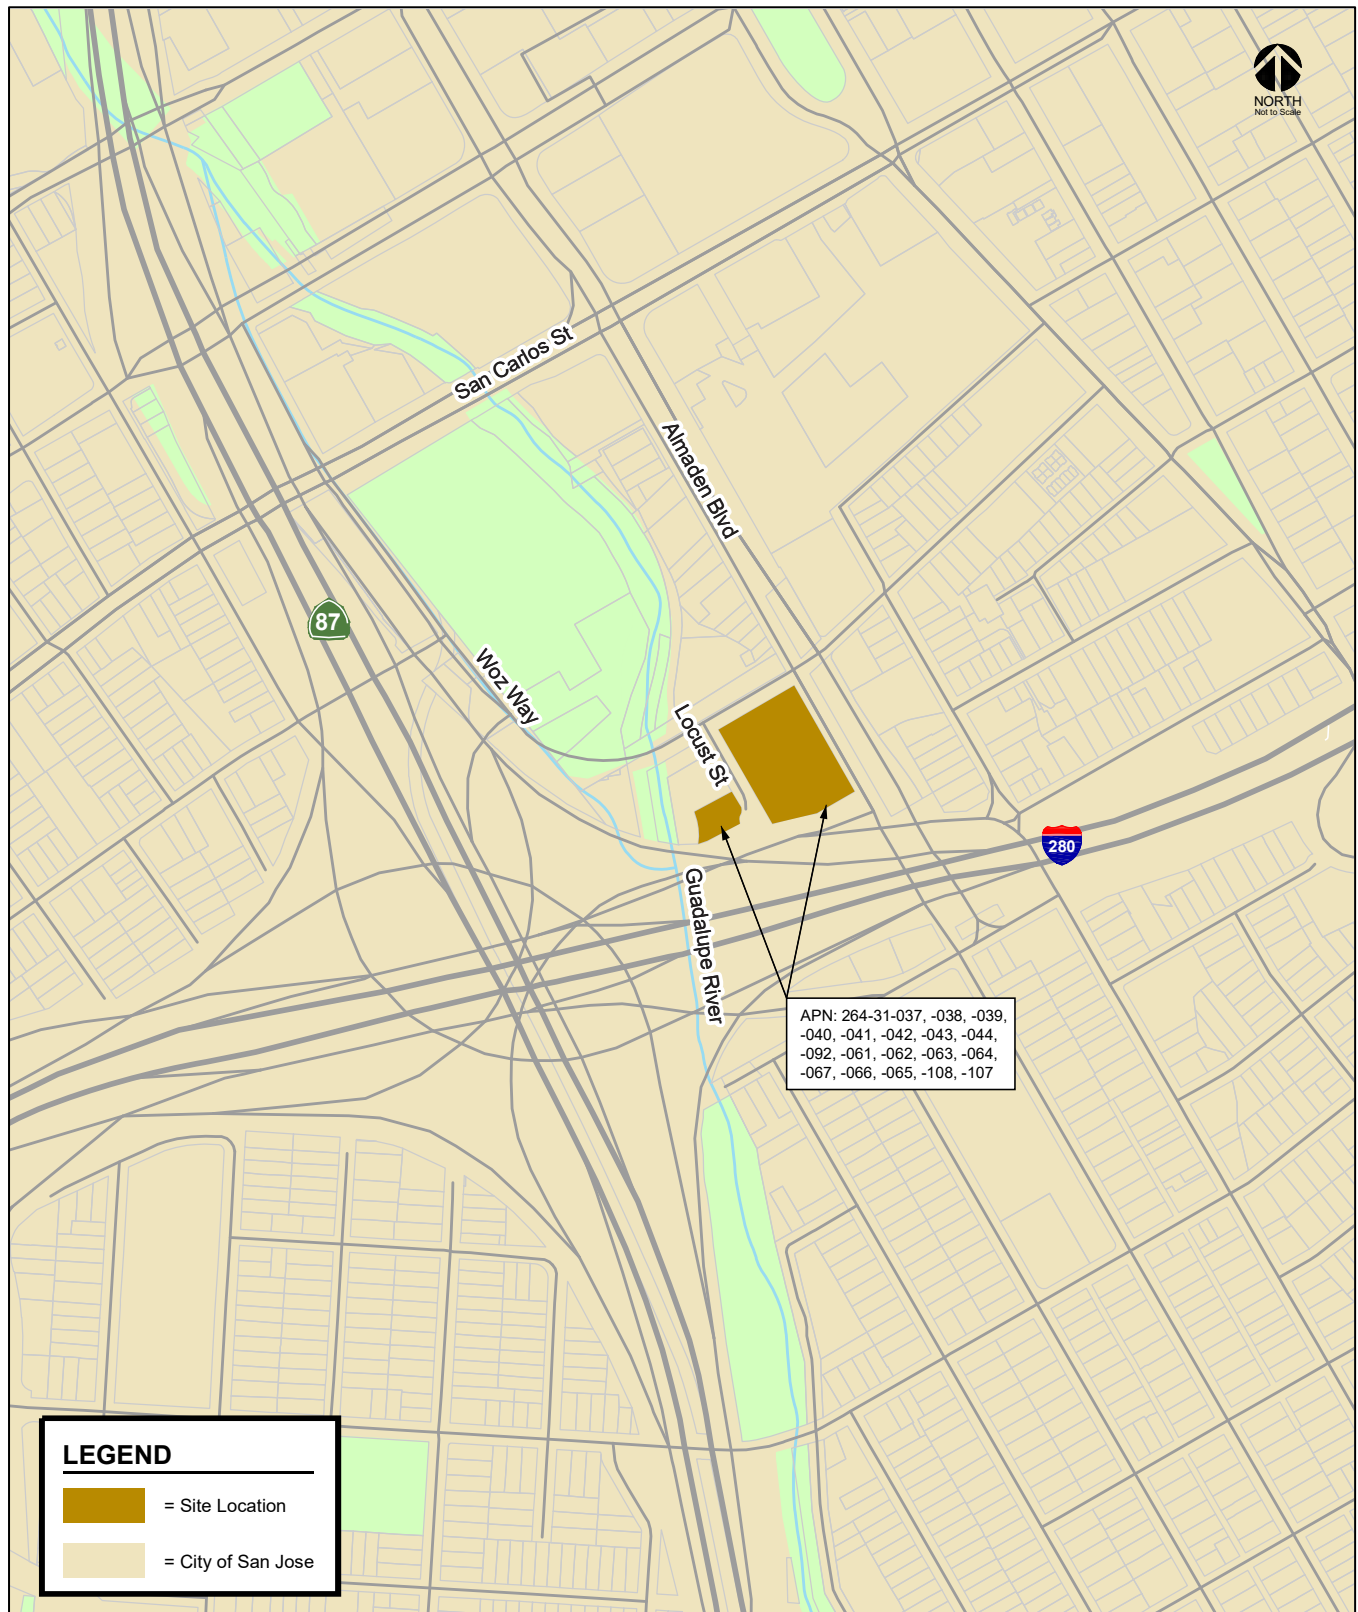 NORTH
Not to Scale
San Carlos St
Almaden Blvd
87
Woz Way
Locust St
280
Guadalupe River
APN: 264-31-037, -038, -039,
-040, -041, -042, -043, -044,
-092, -061, -062, -063, -064,
-067, -066, -065, -108, -107
LEGEND
= Site Location
= City of San Jose